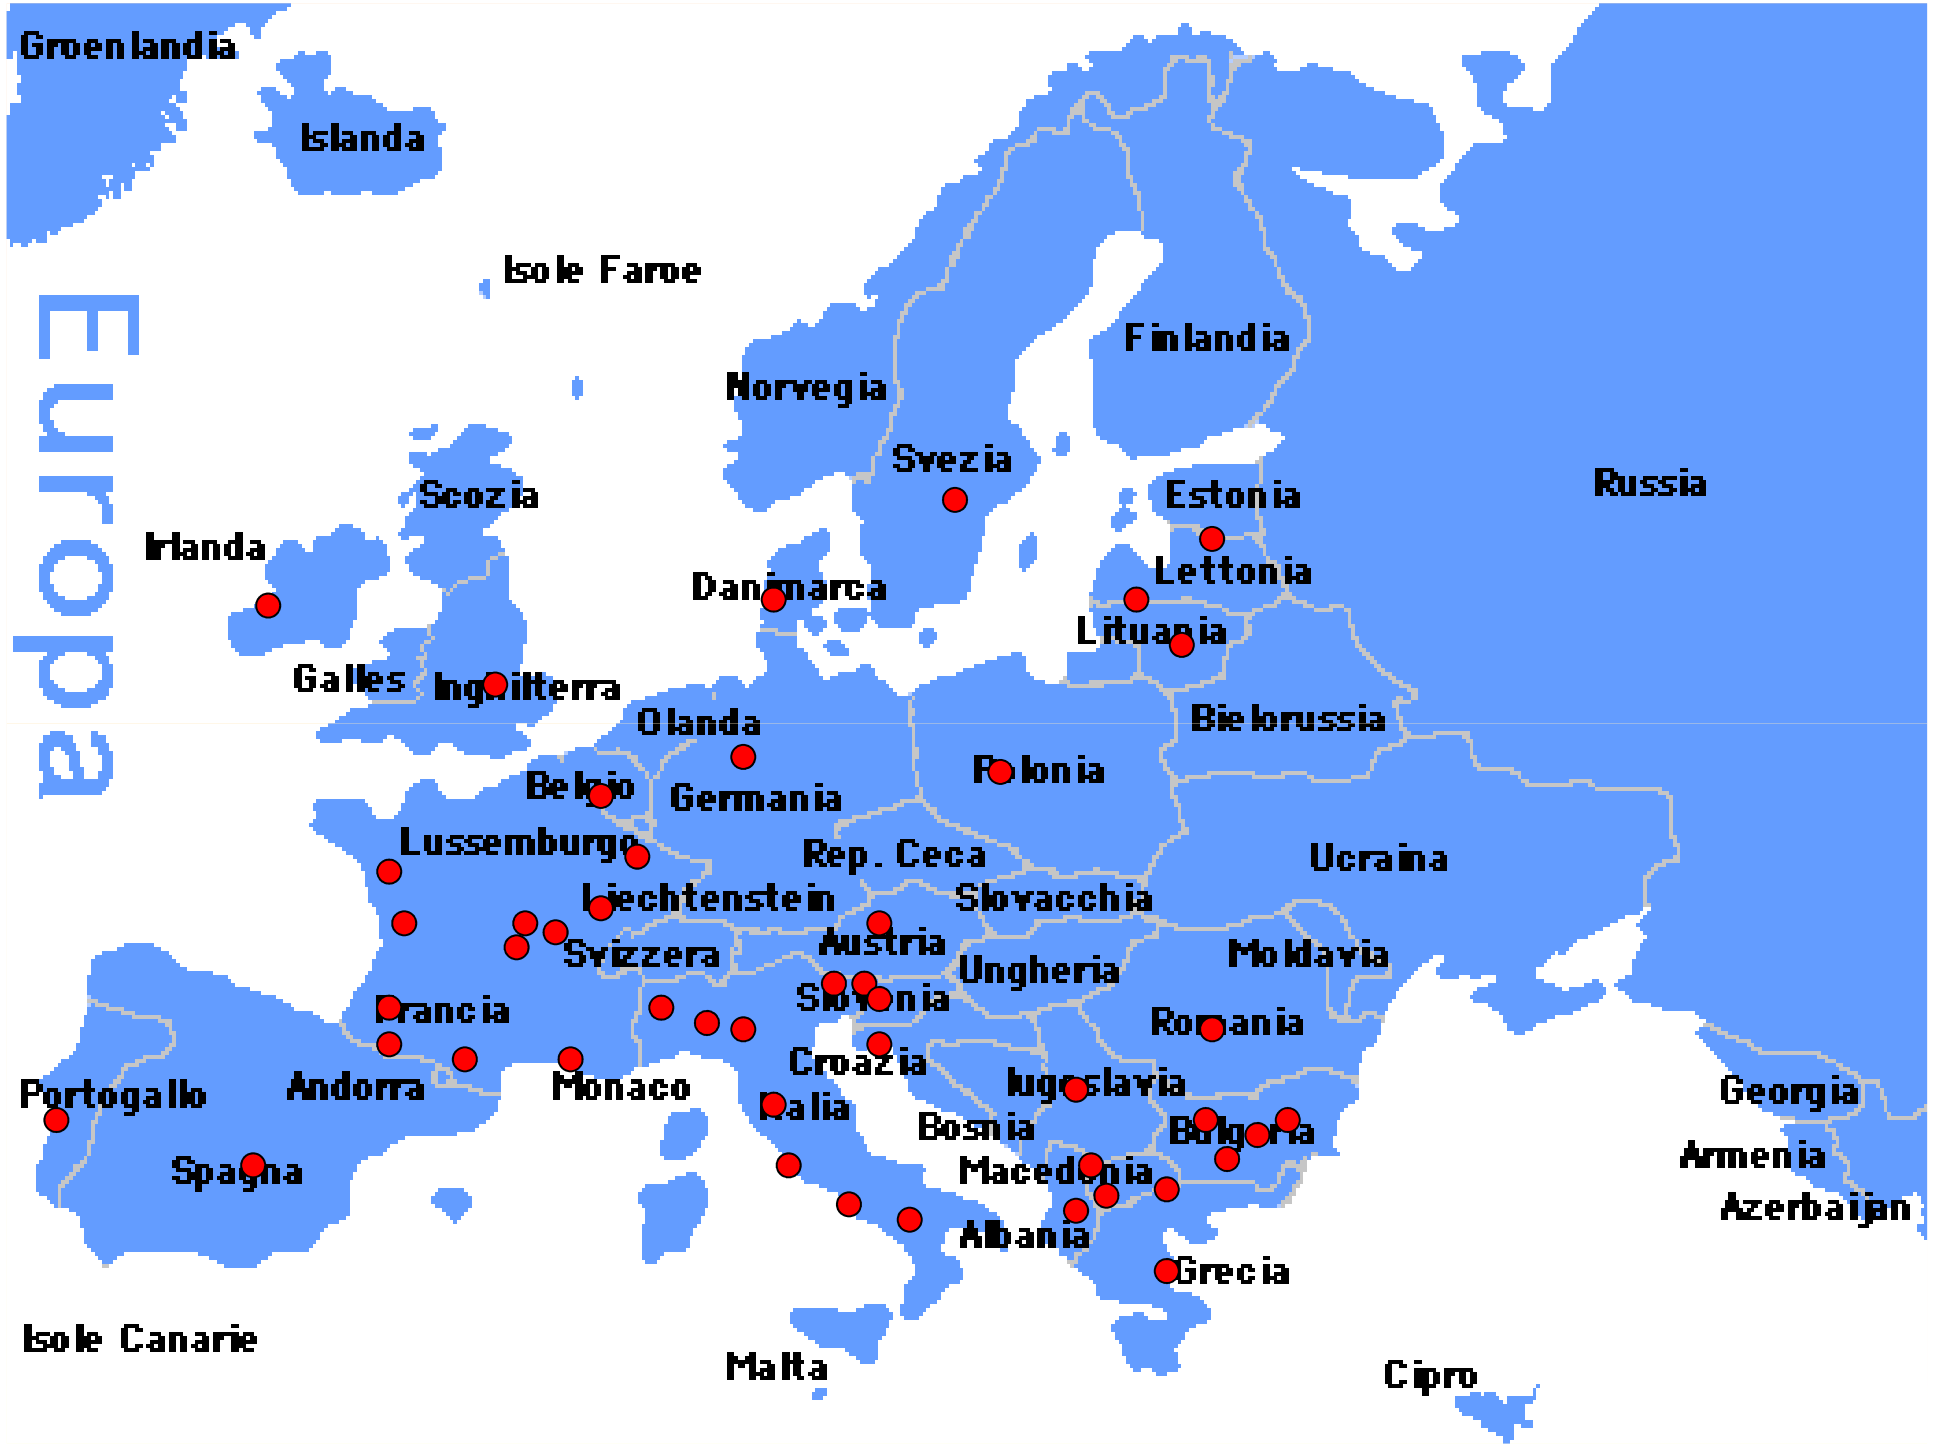 Groenlandia
Islanda
Isole Faroe
Europa
Finlandia
Norvegia
Svezia
Russia
Scozia
Estonia
Irlanda
Lettonia
Danimarca
Lituania
Galles
Inghilterra
Olanda
Bielorussia
Polonia
Belgio
Germania
Lussemburgo
Rep. Ceca
Ucraina
Liechtenstein
Slovacchia
Austria
Svizzera
Moldavia
Ungheria
Slovenia
Francia
Romania
Croazia
Iugoslavia
Andorra
Monaco
Portogallo
Georgia
Italia
Bosnia
Bulgaria
Armenia
Spagna
Macedonia
Azerbaijan
Albania
Grecia
Isole Canarie
Malta
Cipro